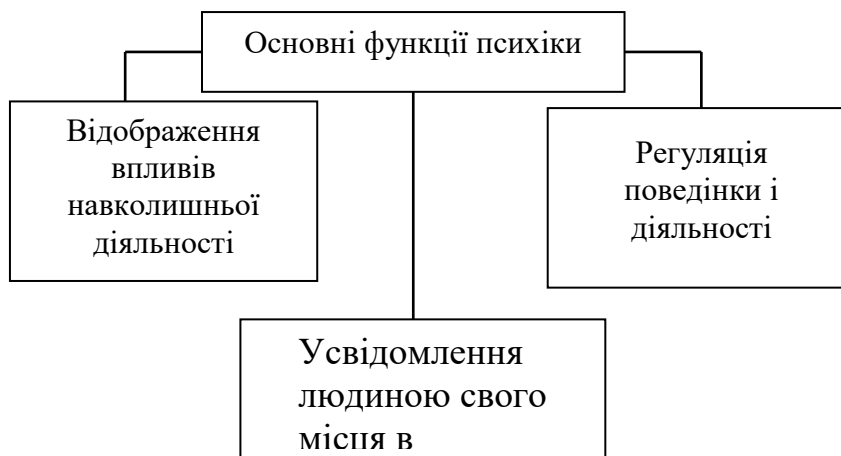 Основні функції психіки
Відображення
впливів
навколишньої
діяльності
Регуляція
поведінки і
діяльності
Усвідомлення
людиною свого
місця в